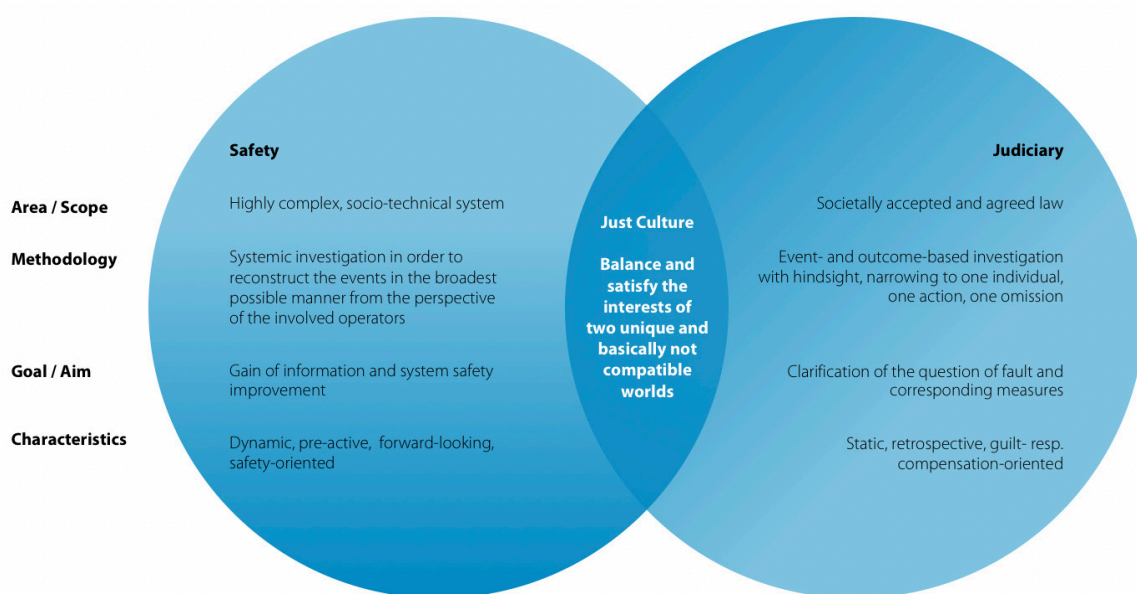 Safety
Judiciary
Area / Scope
Highly complex, socio-technical system
Societally accepted and agreed law
Just Culture
Methodology
Systemic investigation in order to
reconstruct the events in the broadest
possible manner from the perspective
of the involved operators
Balance and
satisfy the
interests of
two unique and
basically not
compatible
worlds
Event- and outcome-based investigation
with hindsight, narrowing to one individual,
one action, one omission
Goal / Aim
Gain of information and system safety
improvement
Clarification of the question of fault and
corresponding measures
Characteristics
Dynamic, pre-active, forward-looking,
safety-oriented
Static, retrospective, guilt- resp.
compensation-oriented